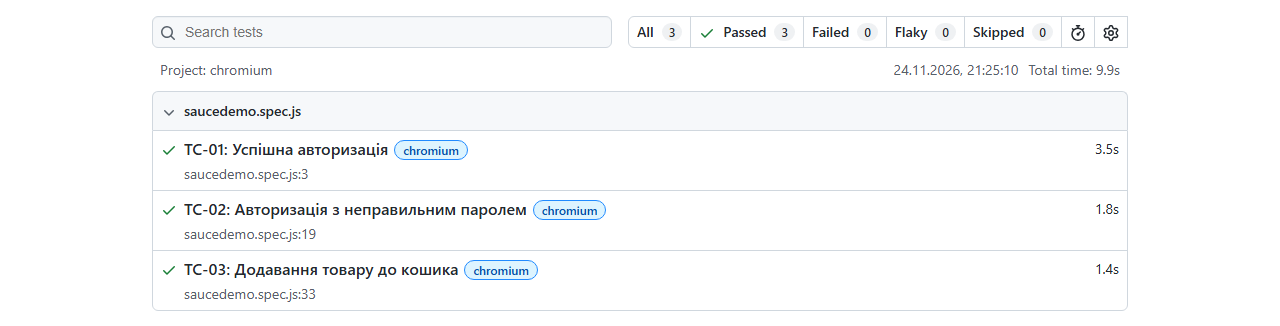 Search tests
All 3 Passed 3 Failed 0 Flaky 0 Skipped 0
Project: chromium 24.11.2026, 21:25:10 Total time: 9.9s
saucedemo.spec.js
TC-01: Успішна авторизація chromium 3.5s
saucedemo.spec.js:3
TC-02: Авторизація з неправильним паролем chromium 1.8s
saucedemo.spec.js:19
TC-03: Додавання товару до кошика chromium 1.4s
saucedemo.spec.js:33